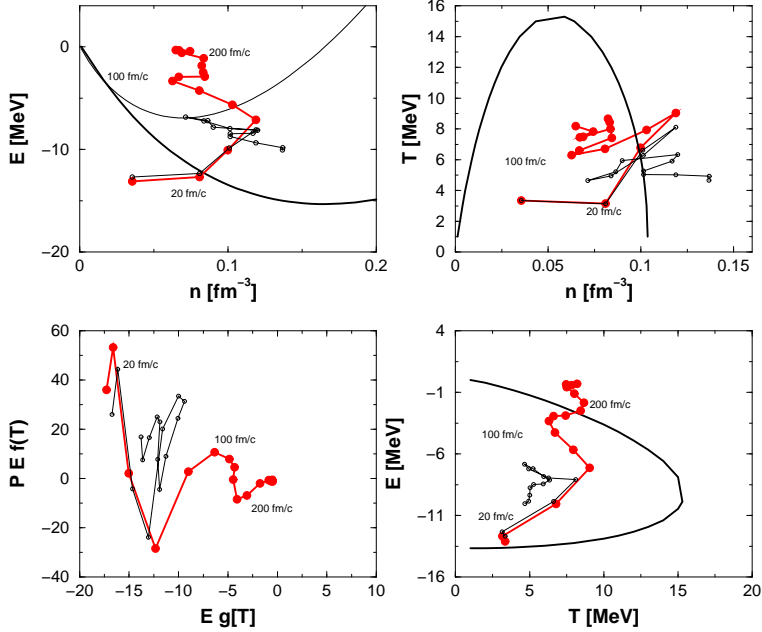 0
−10
−20
E [MeV]
0
0.1
0.2
n [fm⁻³]
200 fm/c
100 fm/c
20 fm/c
16
14
12
10
8
6
4
2
0
T [MeV]
0
0.05
0.1
0.15
n [fm⁻³]
100 fm/c
20 fm/c
60
40
20
0
−20
−40
P E f(T)
−25
−20
−15
−10
−5
0
5
10
E g[T]
20 fm/c
100 fm/c
200 fm/c
4
−1
−6
−11
−16
E [MeV]
0
5
10
15
20
T [MeV]
200 fm/c
100 fm/c
20 fm/c